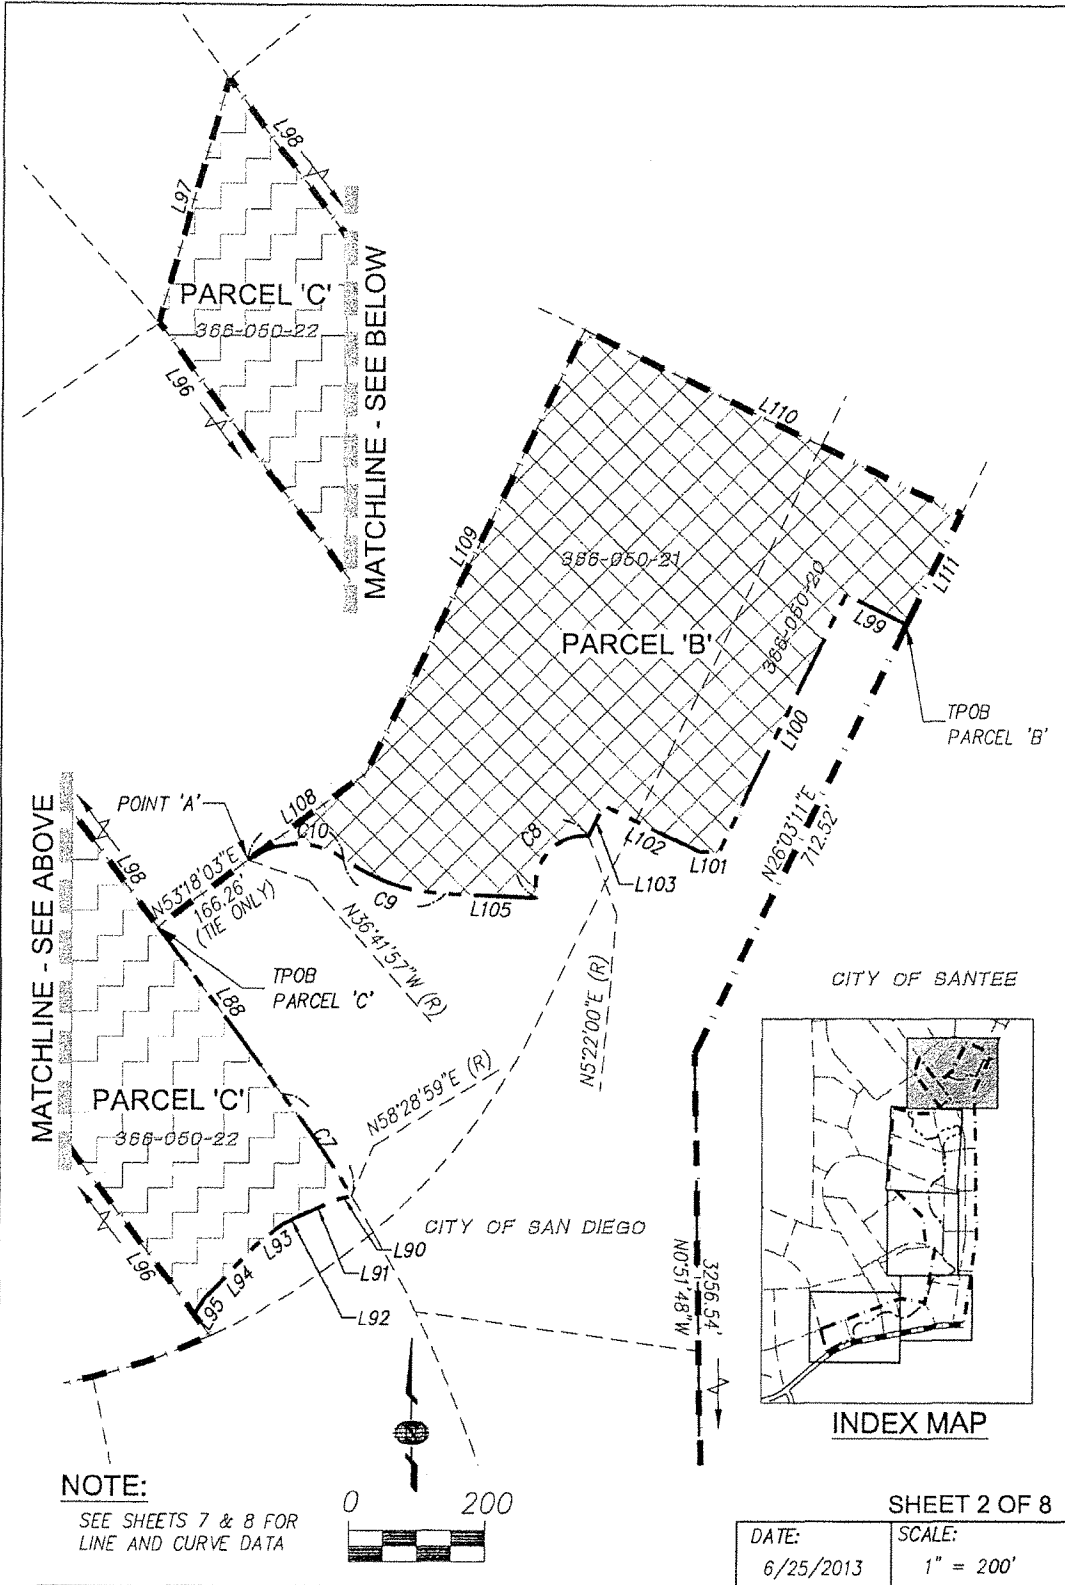 L98
L97
PARCEL 'C'
366-060-22
L96
MATCHLINE - SEE BELOW
L110
L109
366-060-21
366-060-20
PARCEL 'B'
L111
L99
TPOB
PARCEL 'B'
L100
MATCHLINE - SEE ABOVE
POINT 'A'
L108
C10
C8
L102
L101
L103
N26°03'11"E
712.52'
L98
N53°18'03"E
166.26'
(TIE ONLY)
C9
L105
N36°41'57"W (R)
N5°22'00"E (R)
TPOB
PARCEL 'C'
L88
CITY OF SANTEE
PARCEL 'C'
366-060-22
N58°28'59"E (R)
C7
L96
L93
L94
L95
L90
L91
L92
CITY OF SAN DIEGO
3256.54'
N0°51'48"W
INDEX MAP
NOTE:
SEE SHEETS 7 & 8 FOR
LINE AND CURVE DATA
0 200
SHEET 2 OF 8
DATE:
6/25/2013
SCALE:
1" = 200'